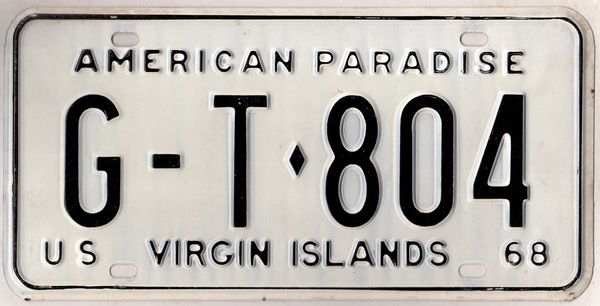 AMERICAN PARADISE
G-T♦804
US VIRGIN ISLANDS 68